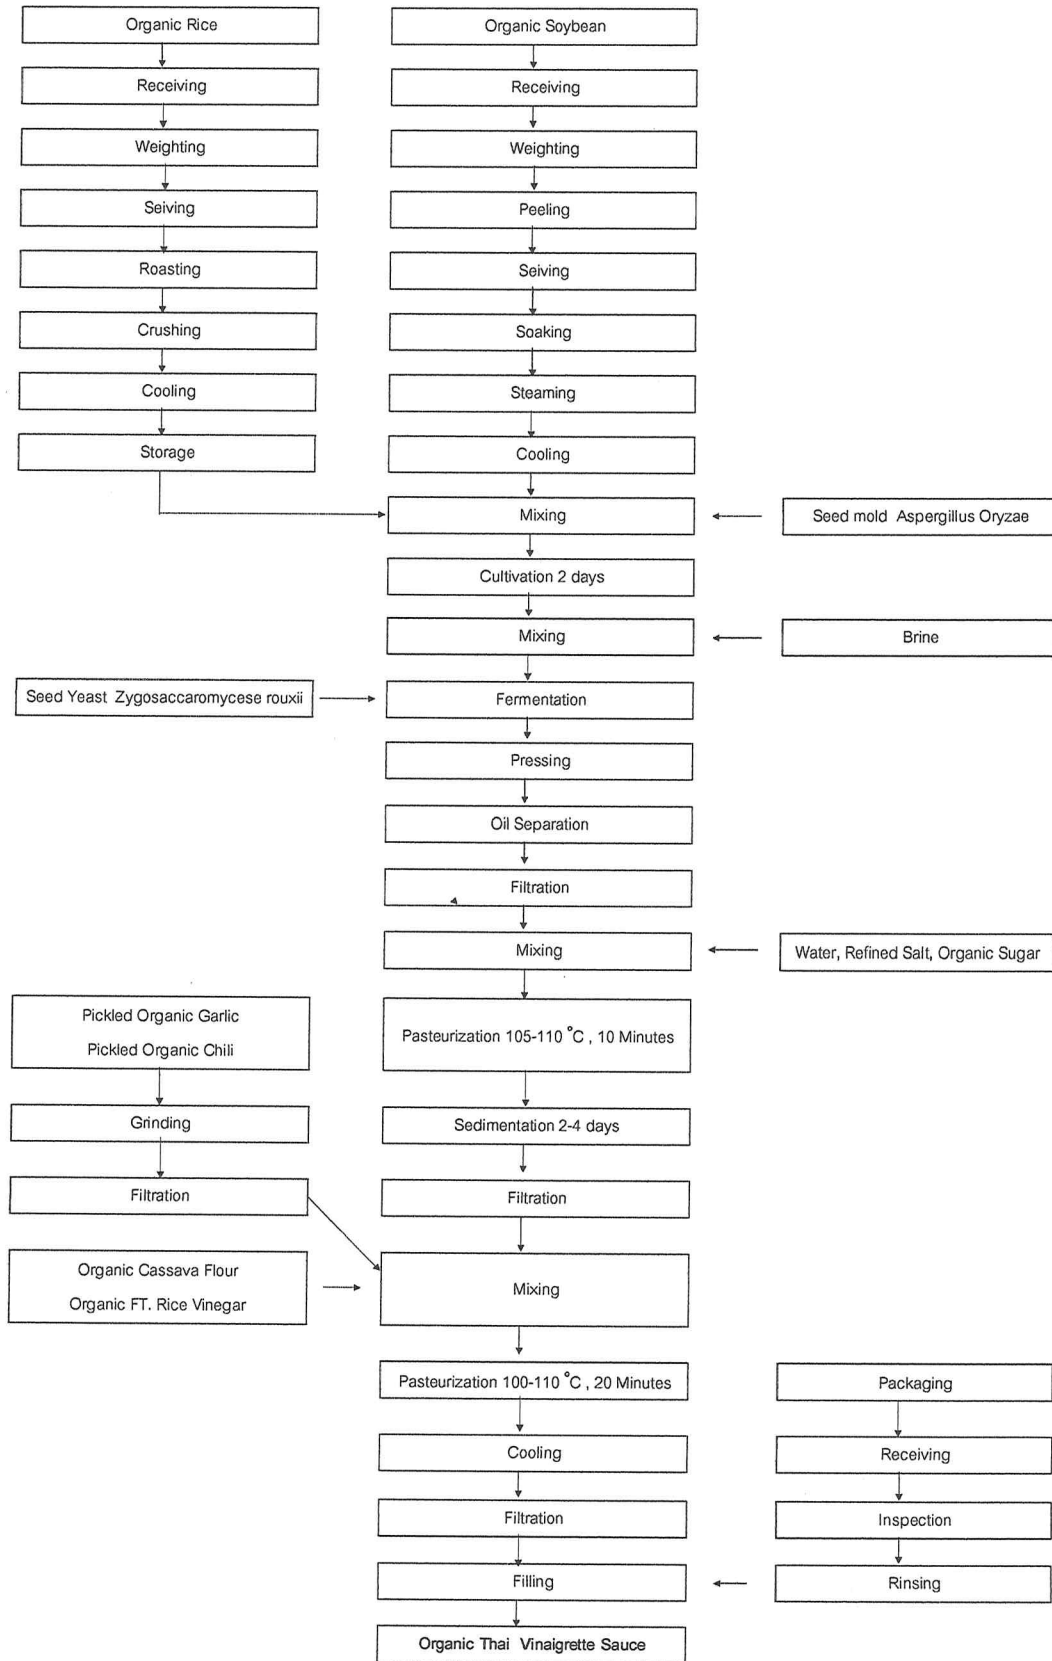 Organic Rice
Receiving
Weighting
Seiving
Roasting
Crushing
Cooling
Storage
Organic Soybean
Receiving
Weighting
Peeling
Seiving
Soaking
Steaming
Cooling
Mixing
Seed mold Aspergillus Oryzae
Cultivation 2 days
Mixing
Brine
Seed Yeast Zygosaccaromycese rouxii
Fermentation
Pressing
Oil Separation
Filtration
Mixing
Water, Refined Salt, Organic Sugar
Pasteurization 105-110 °C , 10 Minutes
Sedimentation 2-4 days
Filtration
Pickled Organic Garlic
Pickled Organic Chili
Grinding
Filtration
Organic Cassava Flour
Organic FT. Rice Vinegar
Mixing
Pasteurization 100-110 °C , 20 Minutes
Cooling
Filtration
Packaging
Receiving
Inspection
Rinsing
Filling
Organic Thai Vinaigrette Sauce